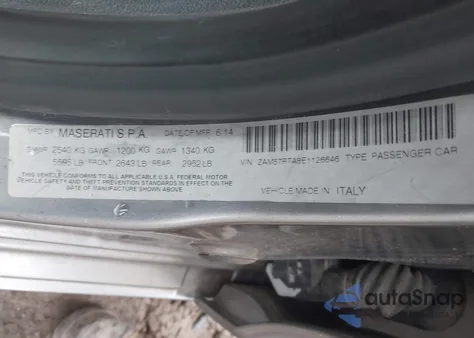 MFD BY MASERATI S.P.A. DATE OF MFR 6/14
GVWR 2540 KG GAWR 1200 KG GAWR 1340 KG
5595 LB FRONT 2643 LB REAR 2952 LB
THIS VEHICLE CONFORMS TO ALL APPLICABLE U.S.A. FEDERAL MOTOR
VEHICLE SAFETY AND THEFT PREVENTION STANDARDS IN EFFECT ON THE
DATE OF MANUFACTURE SHOWN ABOVE
VIN ZAM57RTA8E1126646 TYPE PASSENGER CAR
VEHICLE MADE IN ITALY
autaSnap